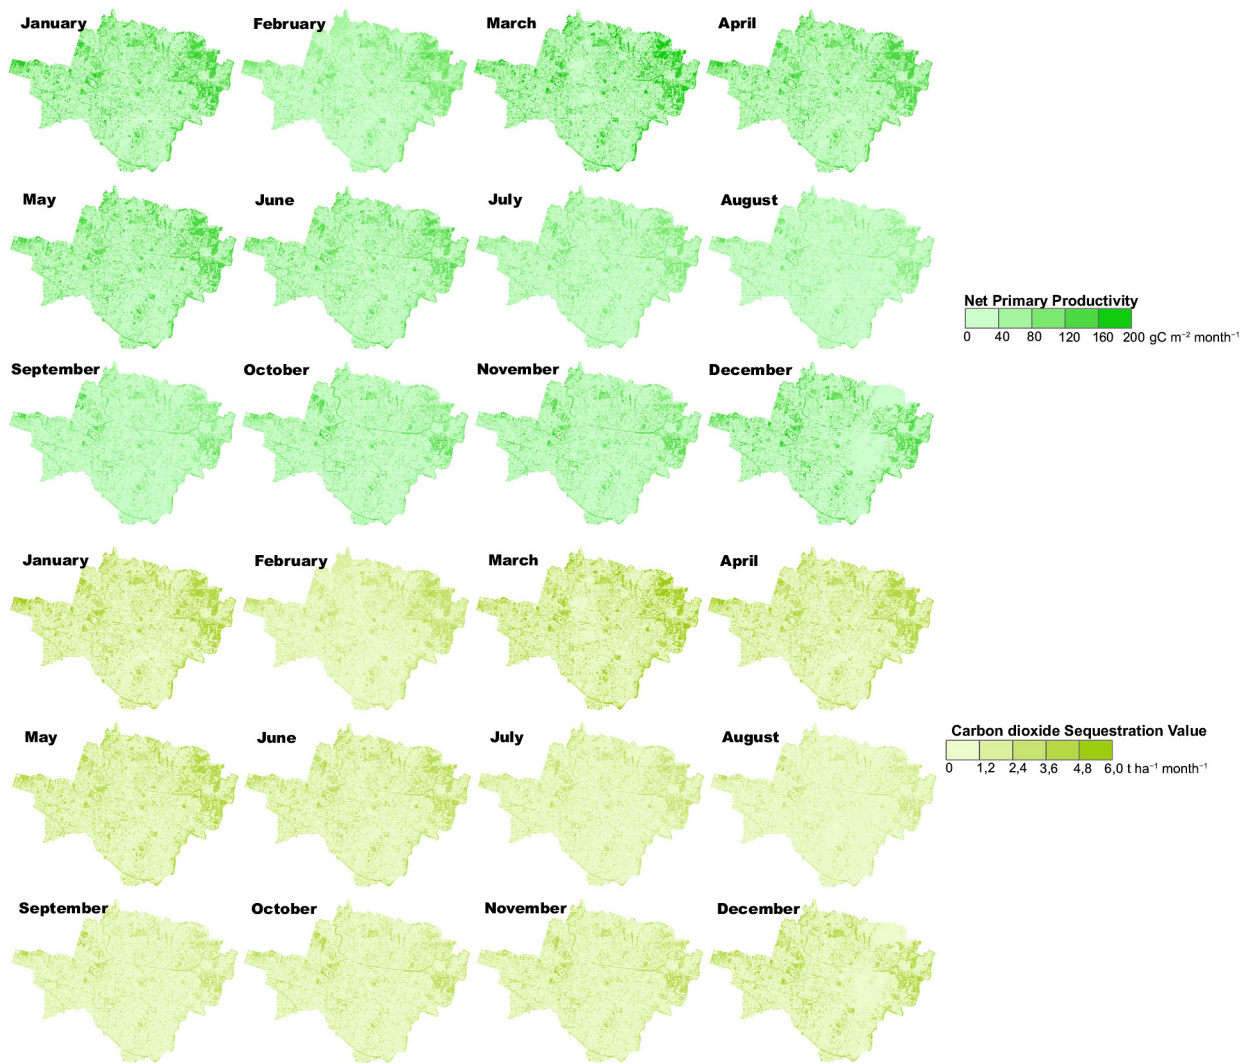 January
February
March
April
May
June
July
August
Net Primary Productivity
0 40 80 120 160 200 gC m⁻² month⁻¹
September
October
November
December
January
February
March
April
May
June
July
August
Carbon dioxide Sequestration Value
0 1,2 2,4 3,6 4,8 6,0 t ha⁻¹ month⁻¹
September
October
November
December